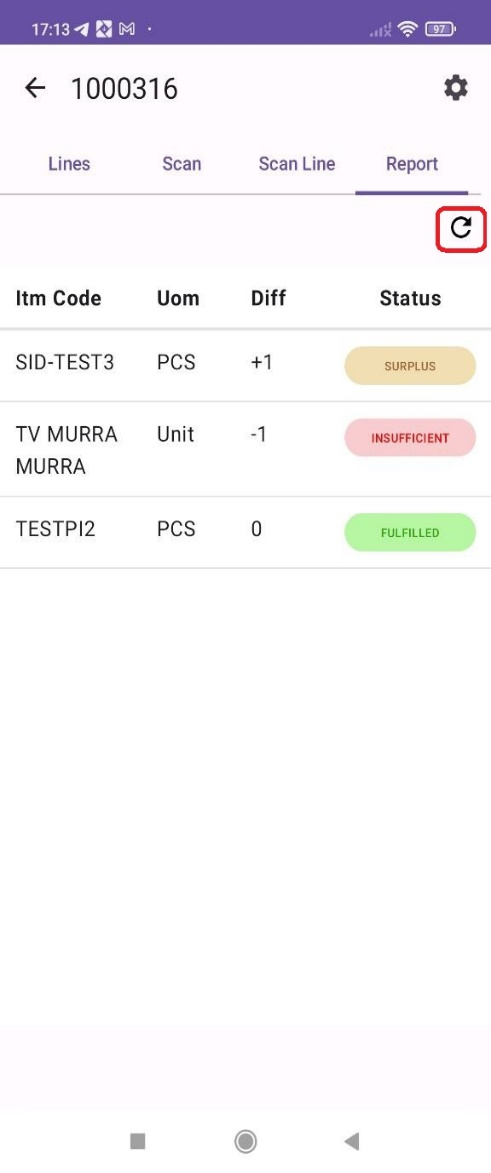 17:13
97
1000316
Lines Scan Scan Line Report
Itm Code Uom Diff Status
SID-TEST3 PCS +1 SURPLUS
TV MURRA Unit -1 INSUFFICIENT
MURRA
TESTPI2 PCS 0 FULFILLED